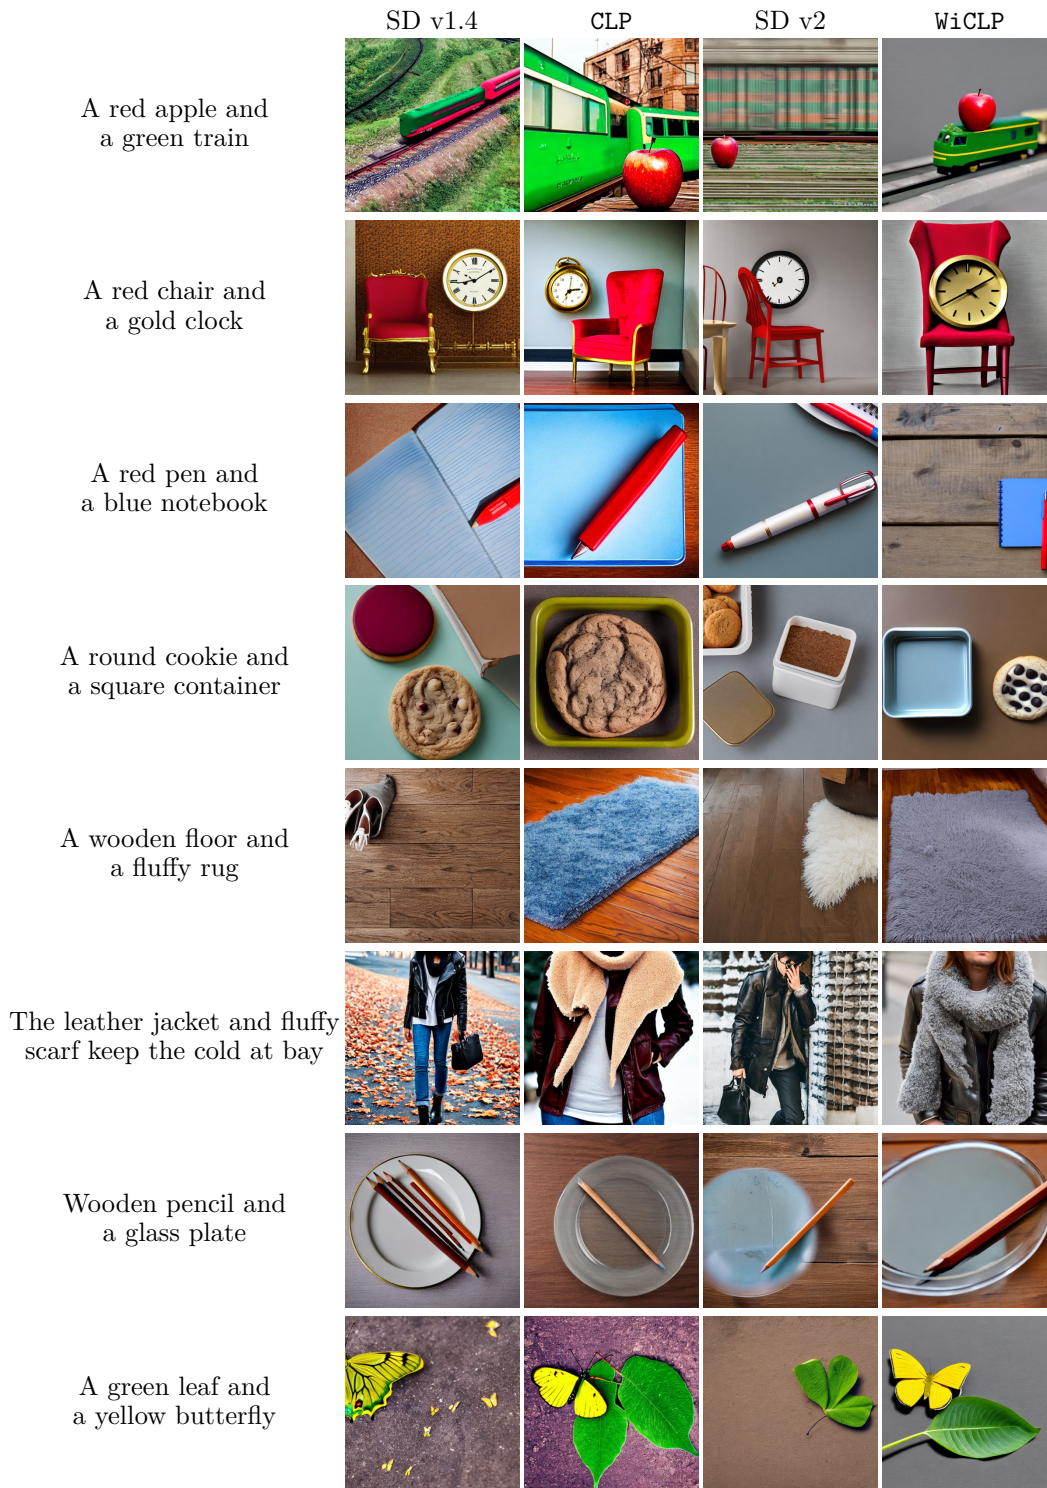 SD v1.4 CLP SD v2 WiCLP
A red apple and
a green train
A red chair and
a gold clock
A red pen and
a blue notebook
A round cookie and
a square container
A wooden floor and
a fluffy rug
The leather jacket and fluffy
scarf keep the cold at bay
Wooden pencil and
a glass plate
A green leaf and
a yellow butterfly